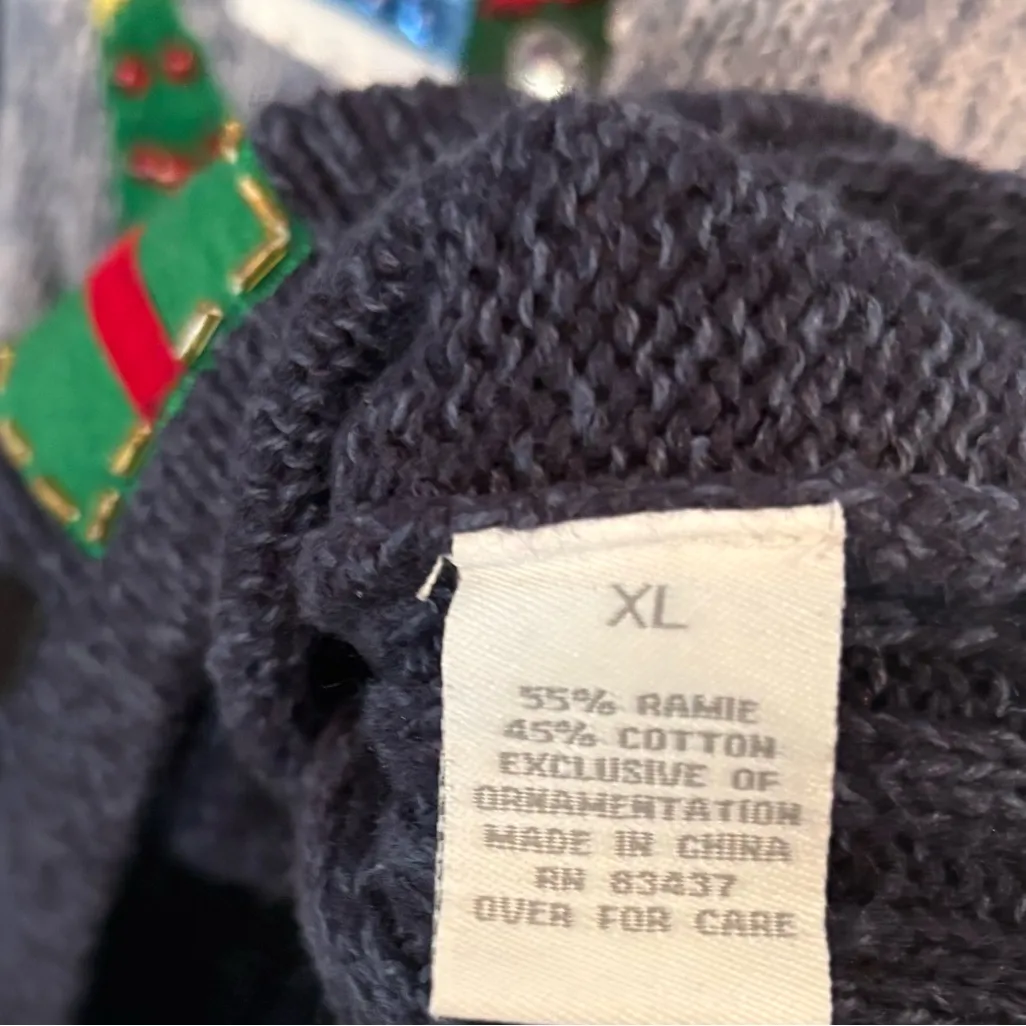 XL
55% RAMIE
45% COTTON
EXCLUSIVE OF
ORNAMENTATION
MADE IN CHINA
RN 83437
OVER FOR CARE